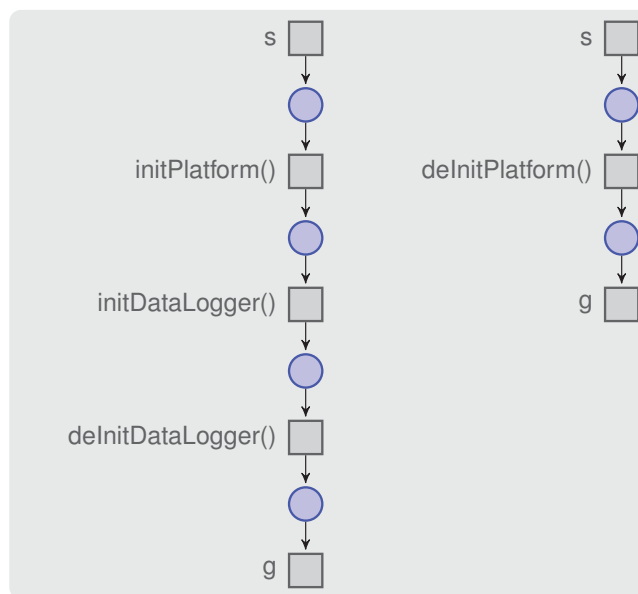 s
initPlatform()
initDataLogger()
deInitDataLogger()
g
s
deInitPlatform()
g